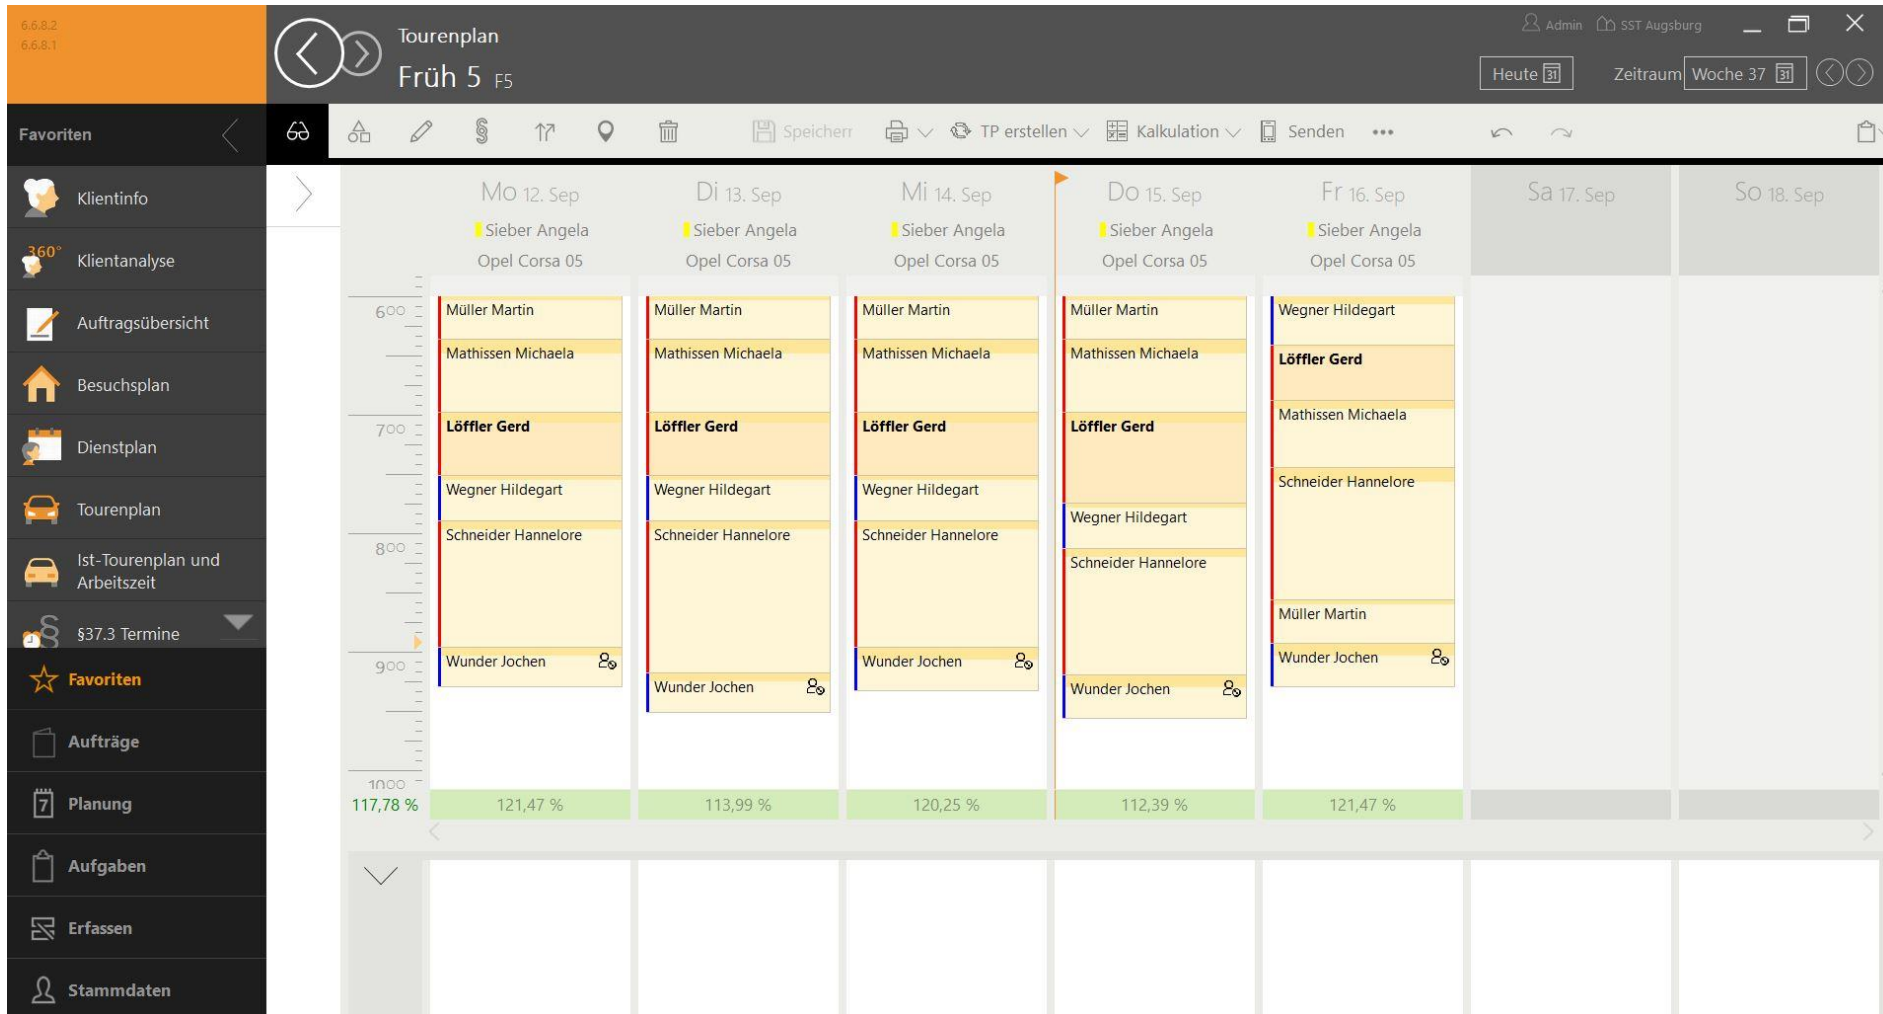 6.6.8.2
6.6.8.1
Tourenplan
Früh 5 F5
Admin SST Augsburg
Heute 31 Zeitraum Woche 37 31
Favoriten
Speichern TP erstellen Kalkulation Senden •••
Klientinfo
360° Klientanalyse
Auftragsübersicht
Besuchsplan
Dienstplan
Tourenplan
Ist-Tourenplan und
Arbeitszeit
§37.3 Termine
Favoriten
Aufträge
7 Planung
Aufgaben
Erfassen
Stammdaten
Mo 12. Sep
Sieber Angela
Opel Corsa 05
Di 13. Sep
Sieber Angela
Opel Corsa 05
Mi 14. Sep
Sieber Angela
Opel Corsa 05
Do 15. Sep
Sieber Angela
Opel Corsa 05
Fr 16. Sep
Sieber Angela
Opel Corsa 05
Sa 17. Sep
So 18. Sep
600
700
800
900
1000
Müller Martin
Mathissen Michaela
Löffler Gerd
Wegner Hildegart
Schneider Hannelore
Wunder Jochen
Müller Martin
Mathissen Michaela
Löffler Gerd
Wegner Hildegart
Schneider Hannelore
Wunder Jochen
Müller Martin
Mathissen Michaela
Löffler Gerd
Wegner Hildegart
Schneider Hannelore
Wunder Jochen
Müller Martin
Mathissen Michaela
Löffler Gerd
Wegner Hildegart
Schneider Hannelore
Wunder Jochen
Wegner Hildegart
Löffler Gerd
Mathissen Michaela
Schneider Hannelore
Müller Martin
Wunder Jochen
117,78 % 121,47 % 113,99 % 120,25 % 112,39 % 121,47 %